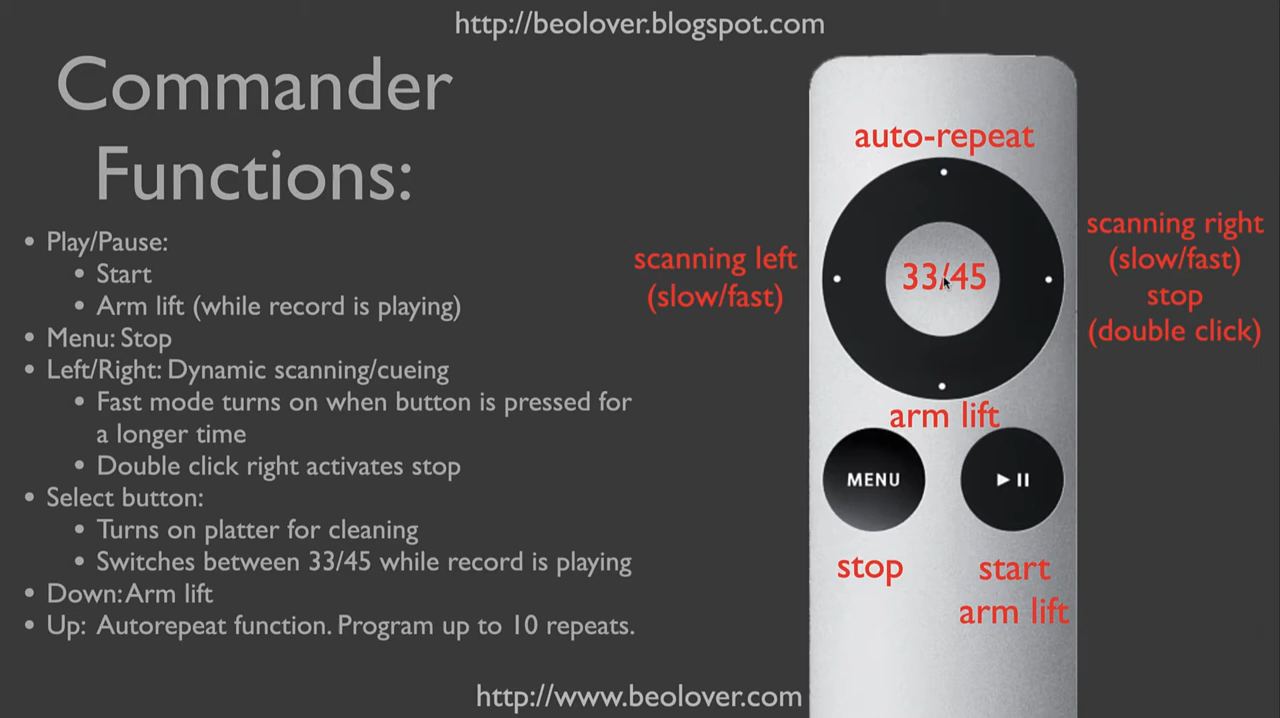 http://beolover.blogspot.com
Commander
Functions:
• Play/Pause:
• Start
• Arm lift (while record is playing)
• Menu: Stop
• Left/Right: Dynamic scanning/cueing
• Fast mode turns on when button is pressed for
a longer time
• Double click right activates stop
• Select button:
• Turns on platter for cleaning
• Switches between 33/45 while record is playing
• Down: Arm lift
• Up: Autorepeat function. Program up to 10 repeats.
auto-repeat
scanning left
(slow/fast)
33/45
scanning right
(slow/fast)
stop
(double click)
arm lift
MENU
stop
start
arm lift
http://www.beolover.com